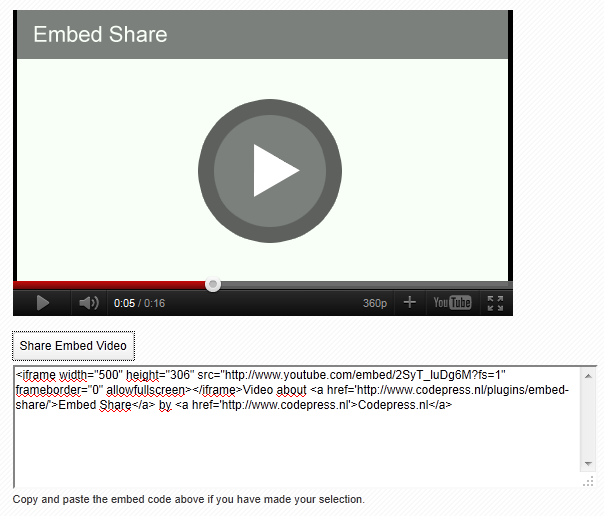 Embed Share
0:05 / 0:16
360p
YouTube
Share Embed Video
<iframe width="500" height="306" src="http://www.youtube.com/embed/2SyT_luDg6M?fs=1"
frameborder="0" allowfullscreen></iframe>Video about <a href='http://www.codepress.nl/plugins/embed-
share/'>Embed Share</a> by <a href='http://www.codepress.nl'>Codepress.nl</a>
Copy and paste the embed code above if you have made your selection.